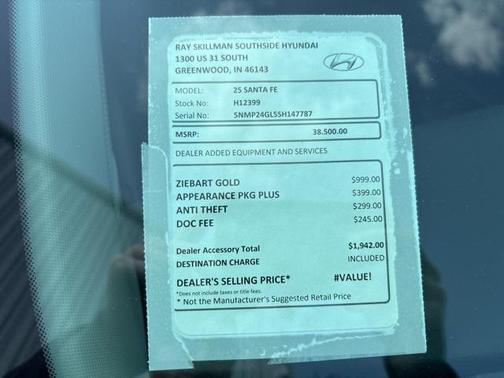 RAY SKILLMAN SOUTHSIDE HYUNDAI
1300 US 31 SOUTH
GREENWOOD, IN 46143
MODEL: 25 SANTA FE
Stock No: H12399
Serial No: 5NMP24GL5SH147787
MSRP: 38.500.00
DEALER ADDED EQUIPMENT AND SERVICES
ZIEBART GOLD $999.00
APPEARANCE PKG PLUS $399.00
ANTI THEFT $299.00
DOC FEE $245.00
Dealer Accessory Total $1,942.00
DESTINATION CHARGE INCLUDED
DEALER'S SELLING PRICE* #VALUE!
*Does not include taxes or title fees.
* Not the Manufacturer's Suggested Retail Price